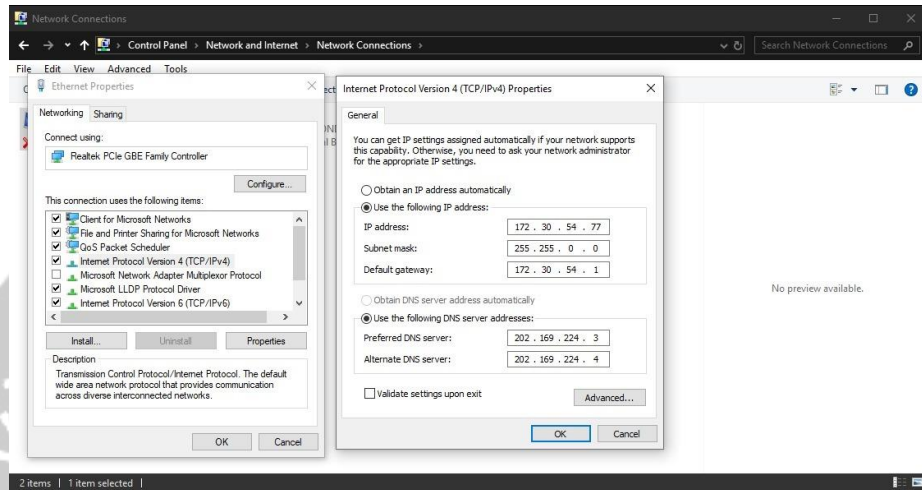 Network Connections
Control Panel > Network and Internet > Network Connections >
Search Network Connections
File Edit View Advanced Tools
Ethernet Properties
Networking Sharing
Connect using:
Realtek PCIe GBE Family Controller
Configure...
This connection uses the following items:
Client for Microsoft Networks
File and Printer Sharing for Microsoft Networks
QoS Packet Scheduler
Internet Protocol Version 4 (TCP/IPv4)
Microsoft Network Adapter Multiplexor Protocol
Microsoft LLDP Protocol Driver
Internet Protocol Version 6 (TCP/IPv6)
Install... Uninstall Properties
Description
Transmission Control Protocol/Internet Protocol. The default
wide area network protocol that provides communication
across diverse interconnected networks.
OK Cancel
Internet Protocol Version 4 (TCP/IPv4) Properties
General
You can get IP settings assigned automatically if your network supports
this capability. Otherwise, you need to ask your network administrator
for the appropriate IP settings.
Obtain an IP address automatically
Use the following IP address:
IP address: 172 . 30 . 54 . 77
Subnet mask: 255 . 255 . 0 . 0
Default gateway: 172 . 30 . 54 . 1
Obtain DNS server address automatically
Use the following DNS server addresses:
Preferred DNS server: 202 . 169 . 224 . 3
Alternate DNS server: 202 . 169 . 224 . 4
Validate settings upon exit
Advanced...
OK Cancel
No preview available.
2 items | 1 item selected |